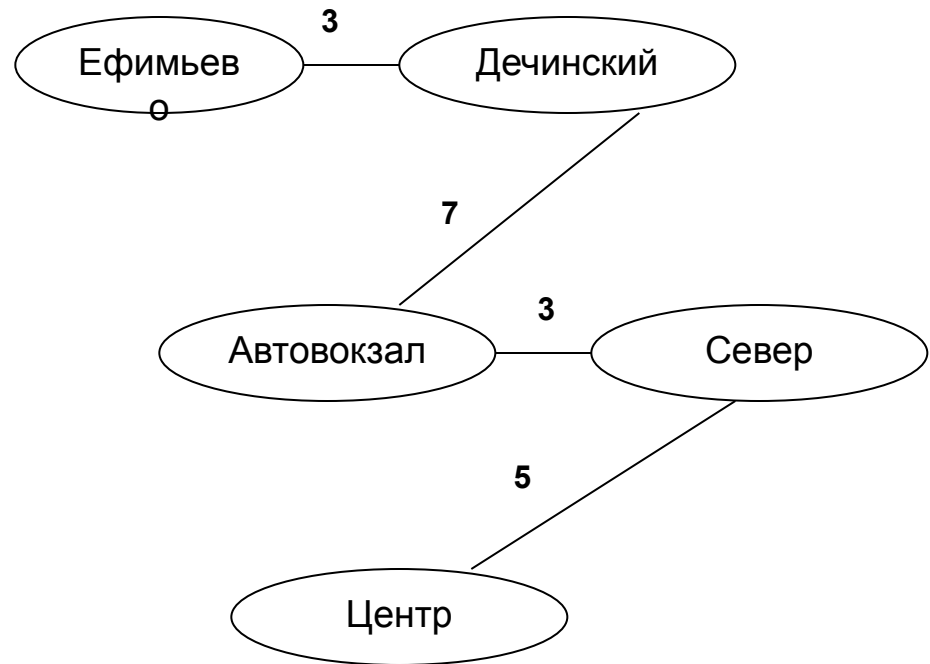 3
Ефимьев
о
Дечинский
7
3
Автовокзал
Север
5
Центр